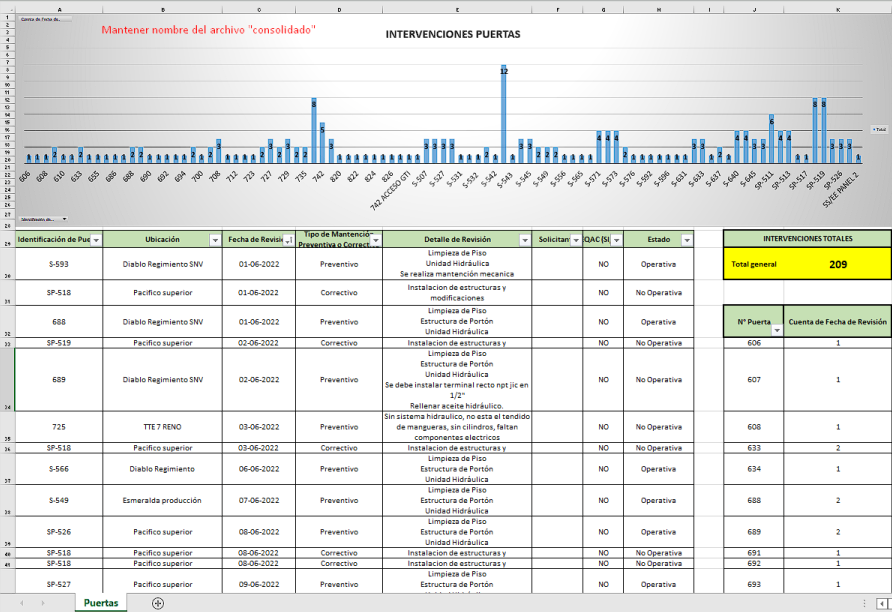 A B C D E F G H I J K
Cuenta de Fecha de..
Mantener nombre del archivo "consolidado"
INTERVENCIONES PUERTAS
12
8
5
6
8 8
Total
606 608 610 633 655 686 688 690 692 694 700 708 712 723 727 729 735 742 820 822 824 826 7A2 ACCESO GTI S-507 S-527 S-531 S-532 S-542 S-543 S-545 S-549 S-556 S-565 S-571 S-573 S-576 S-592 S-596 S-631 S-633 S-637 S-640 S-645 SP-511 SP-513 SP-517 SP-519 SP-526 SS/EE PANEL 2
Identificación de...
Identificación de Pue Ubicación Fecha de Revisi Tipo de Mantención Preventiva o Correct Detalle de Revisión Solicitan QAC (SI Estado
INTERVENCIONES TOTALES
Total general 209
N° Puerta Cuenta de Fecha de Revisión
S-593 Diablo Regimiento SNV 01-06-2022 Preventivo
Limpieza de Piso
Unidad Hidráulica
Se realiza mantención mecanica
NO Operativa
SP-518 Pacifico superior 01-06-2022 Correctivo
Instalacion de estructuras y
modificaciones
NO No Operativa
688 Diablo Regimiento SNV 01-06-2022 Preventivo
Limpieza de Piso
Estructura de Portón
Unidad Hidráulica
NO Operativa
SP-519 Pacifico superior 02-06-2022 Correctivo Instalacion de estructuras y NO No Operativa
606 1
689 Diablo Regimiento SNV 02-06-2022 Preventivo
Limpieza de Piso
Estructura de Portón
Unidad Hidráulica
Se debe instalar terminal recto npt jic en
1/2"
Rellenar aceite hidráulico.
NO No Operativa
607 1
725 TTE 7 RENO 03-06-2022 Preventivo
Sin sistema hidraulico, no esta el tendido
de mangueras, sin cilindros, faltan
componentes electricos
NO No Operativa
608 1
SP-518 Pacifico superior 03-06-2022 Correctivo Instalacion de estructuras y NO No Operativa
633 2
S-566 Diablo Regimiento 06-06-2022 Preventivo
Limpieza de Piso
Estructura de Portón
Unidad Hidráulica
NO Operativa
634 1
S-549 Esmeralda producción 07-06-2022 Preventivo
Limpieza de Piso
Estructura de Portón
Unidad Hidráulica
NO Operativa
688 2
SP-526 Pacifico superior 08-06-2022 Preventivo
Limpieza de Piso
Estructura de Portón
Unidad Hidráulica
NO Operativa
689 2
SP-518 Pacifico superior 08-06-2022 Correctivo Instalacion de estructuras y NO No Operativa
691 1
SP-518 Pacifico superior 08-06-2022 Correctivo Instalacion de estructuras y NO No Operativa
692 1
SP-527 Pacifico superior 09-06-2022 Preventivo
Limpieza de Piso
Estructura de Portón
NO Operativa
693 1
Puertas